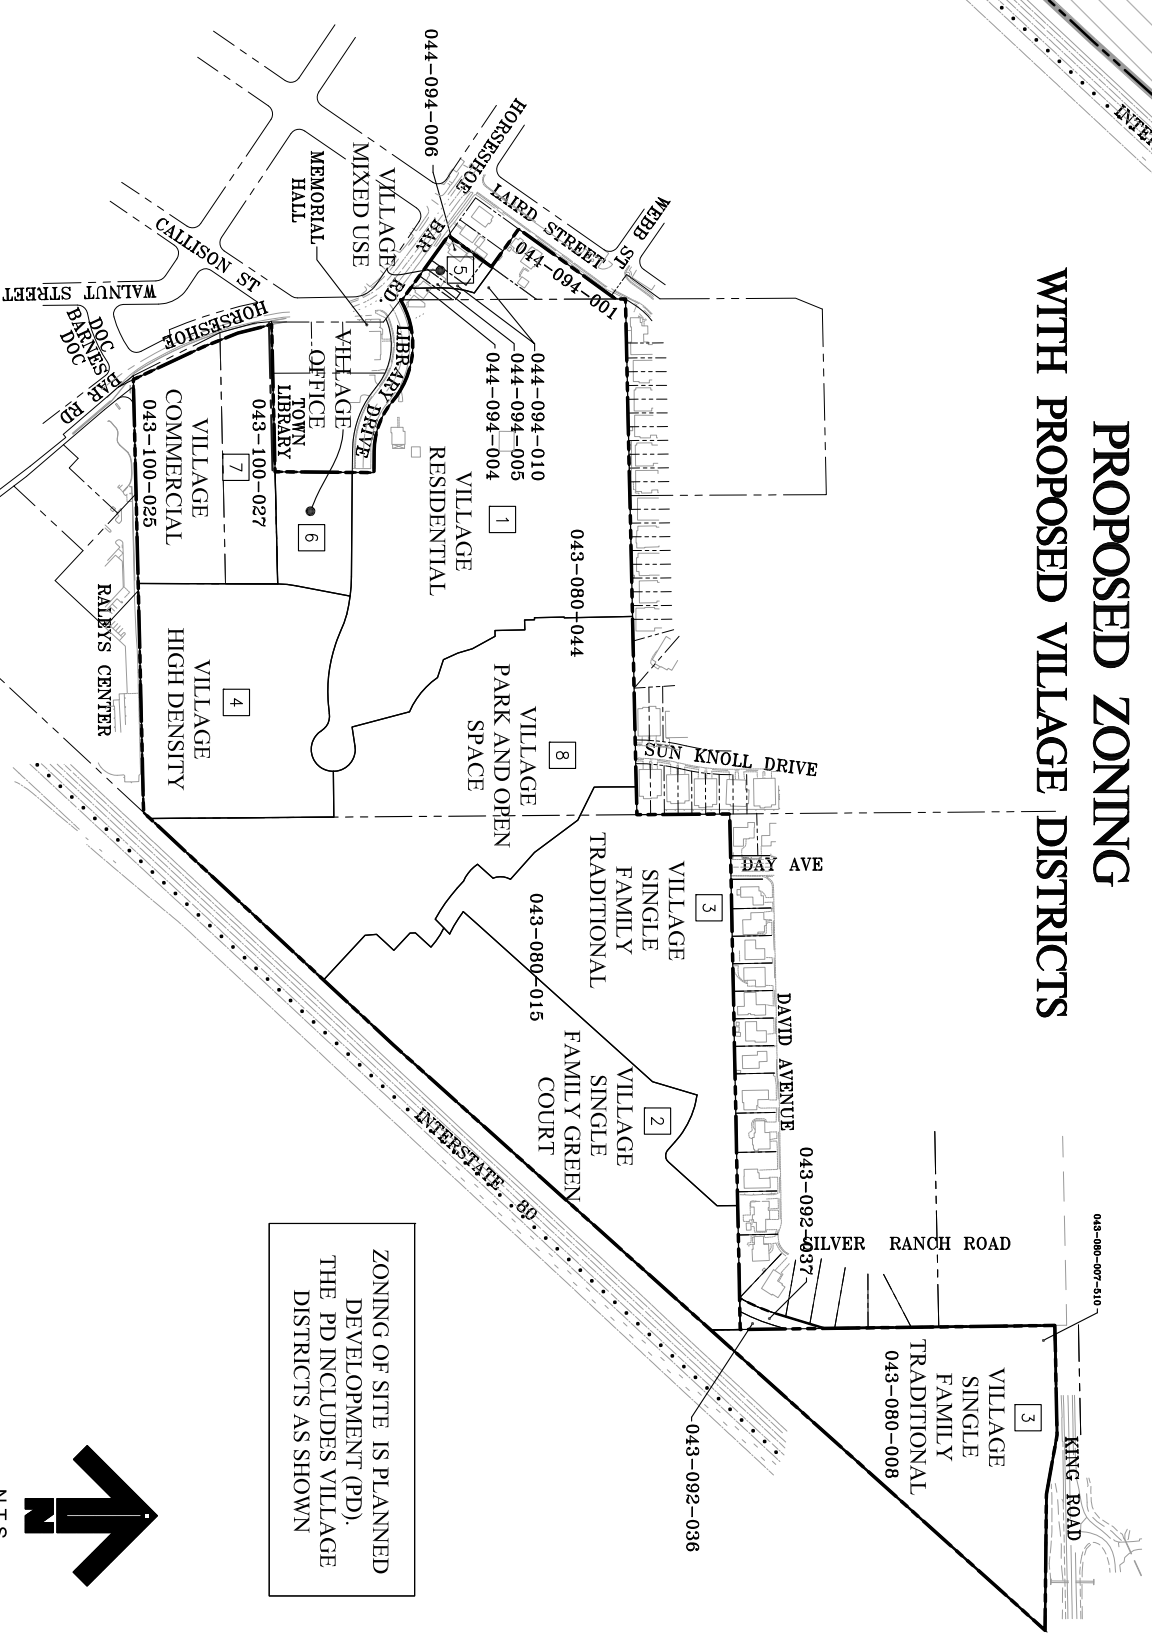 PROPOSED ZONING
WITH PROPOSED VILLAGE DISTRICTS
INTER
044-094-006
HORSESHOE
BAR
RD.
LAIRD STREET
WEBB ST
044-094-001
VILLAGE
MIXED USE
5
MEMORIAL
HALL
CALLISON ST
WALNUT STREET
HORSESHOE
BAR RD
DOC
BARNES
DOC
LIBRARY DRIVE
VILLAGE
OFFICE
TOWN
LIBRARY
6
044-094-010
044-094-005
044-094-004
VILLAGE
RESIDENTIAL
1
043-080-044
043-100-027
7
VILLAGE
COMMERCIAL
043-100-025
RALEYS CENTER
4
VILLAGE
HIGH DENSITY
8
VILLAGE
PARK AND OPEN
SPACE
SUN KNOLL DRIVE
DAY AVE
3
VILLAGE
SINGLE
FAMILY
TRADITIONAL
043-080-015
DAVID AVENUE
2
VILLAGE
SINGLE
FAMILY GREEN
COURT
INTERSTATE 80
043-092-037
SILVER RANCH ROAD
043-080-007-510
3
VILLAGE
SINGLE
FAMILY
TRADITIONAL
043-080-008
KING ROAD
043-092-036
ZONING OF SITE IS PLANNED
DEVELOPMENT (PD).
THE PD INCLUDES VILLAGE
DISTRICTS AS SHOWN
N
N.T.S.